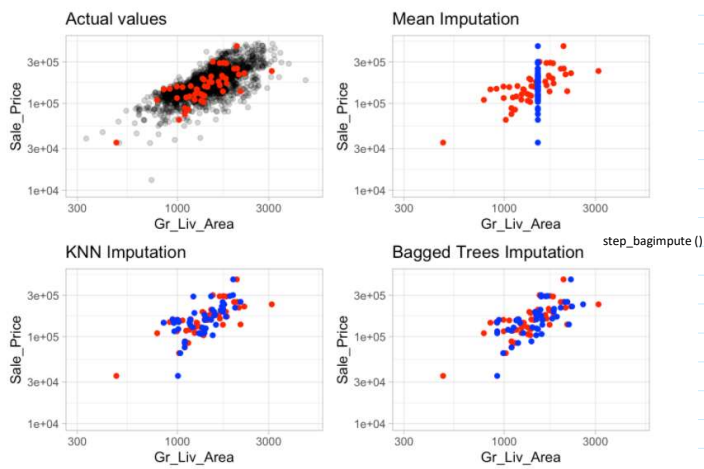 Actual values
Mean Imputation
Sale_Price
3e+05
1e+05
3e+04
1e+04
300
1000
3000
Gr_Liv_Area
Sale_Price
3e+05
1e+05
3e+04
1e+04
300
1000
3000
Gr_Liv_Area
step_bagimpute ()
KNN Imputation
Bagged Trees Imputation
Sale_Price
3e+05
1e+05
3e+04
1e+04
300
1000
3000
Gr_Liv_Area
Sale_Price
3e+05
1e+05
3e+04
1e+04
300
1000
3000
Gr_Liv_Area